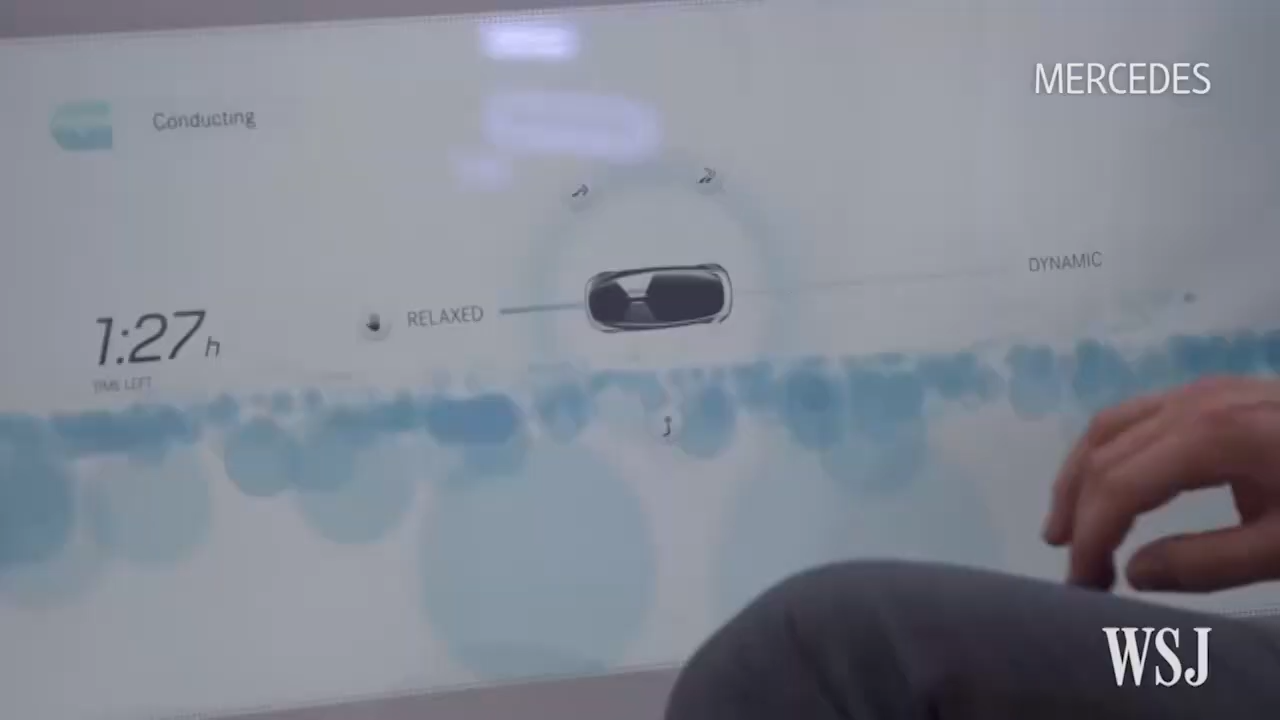 MERCEDES
Conducting
DYNAMIC
RELAXED
1:27h
TIME LEFT
WSJ